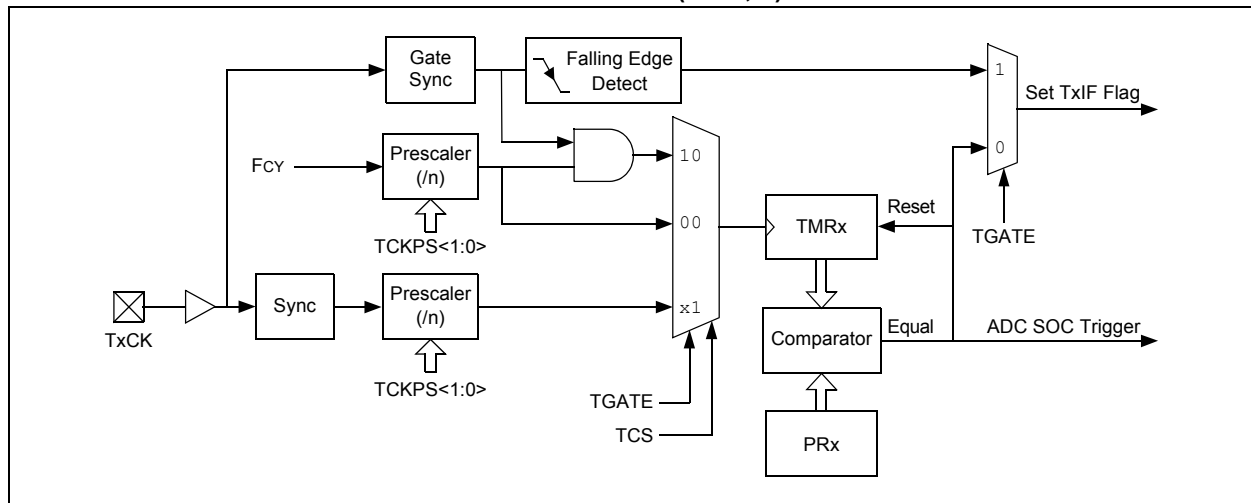 Gate
Sync
Falling Edge
Detect
1
Set TxIF Flag
0
FCY
Prescaler
(/n)
10
00
TCKPS<1:0>
TMRx
Reset
TGATE
TxCK
Sync
Prescaler
(/n)
x1
TCKPS<1:0>
Comparator
Equal
ADC SOC Trigger
TGATE
TCS
PRx